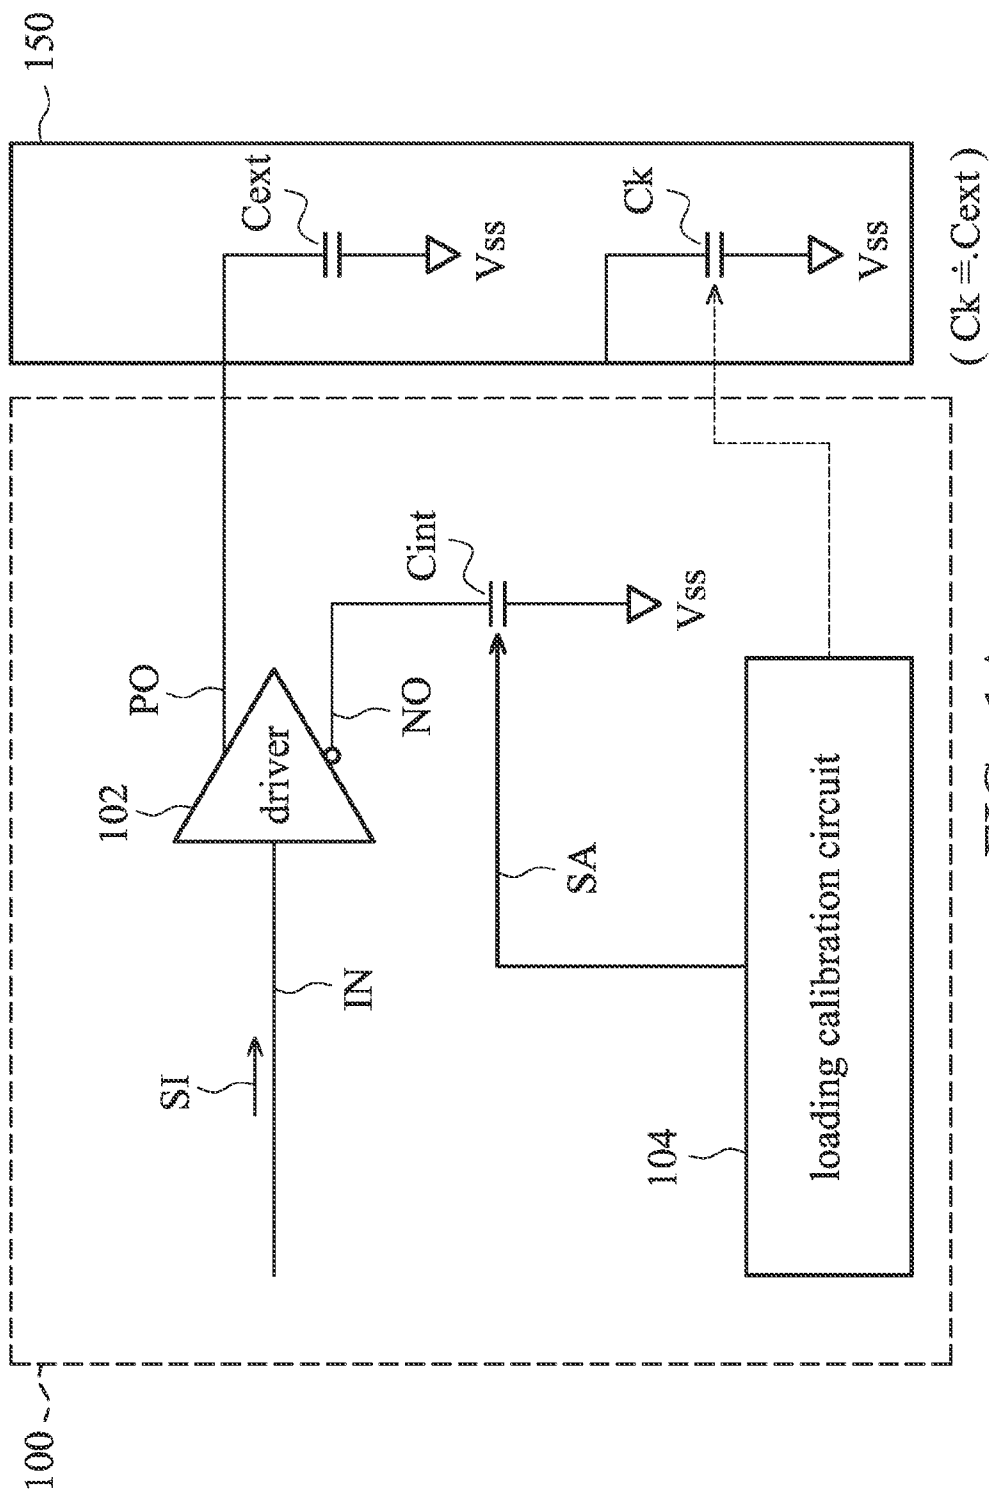 100
150
SI
IN
102
driver
PO
NO
Cext
Vss
Cint
Vss
SA
Ck
Vss
104
loading calibration circuit
( Ck ≒ Cext )